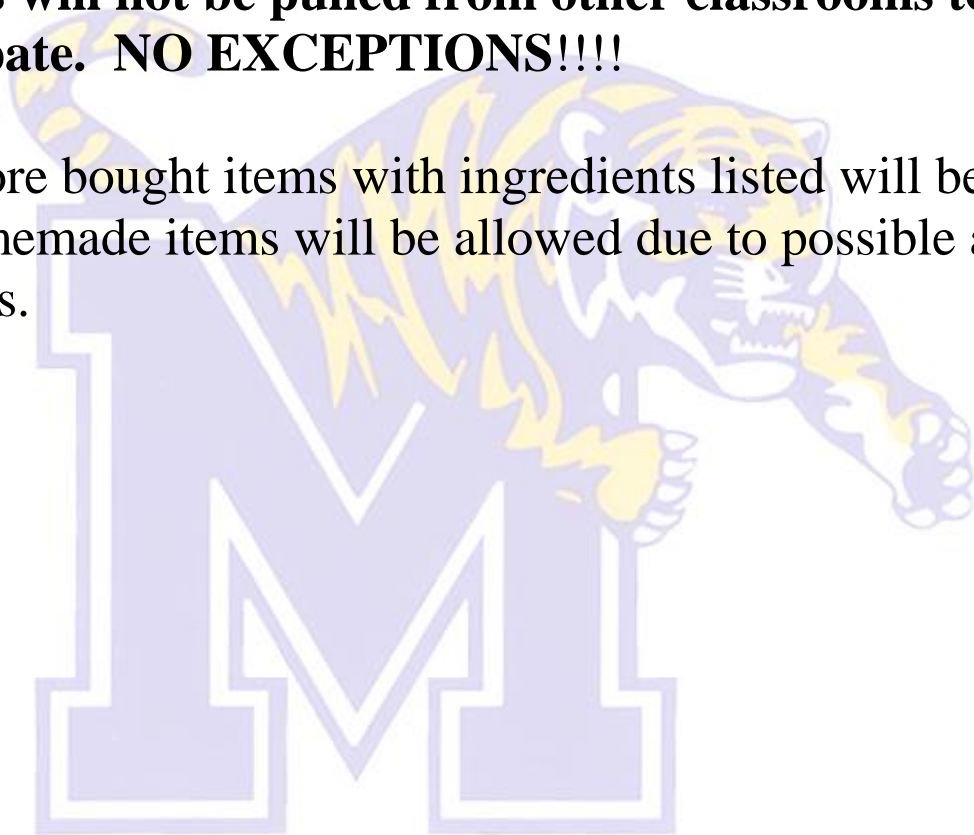 s will not be pulled from other classrooms to
pate. NO EXCEPTIONS!!!!
ore bought items with ingredients listed will be
memade items will be allowed due to possible a
s.
M